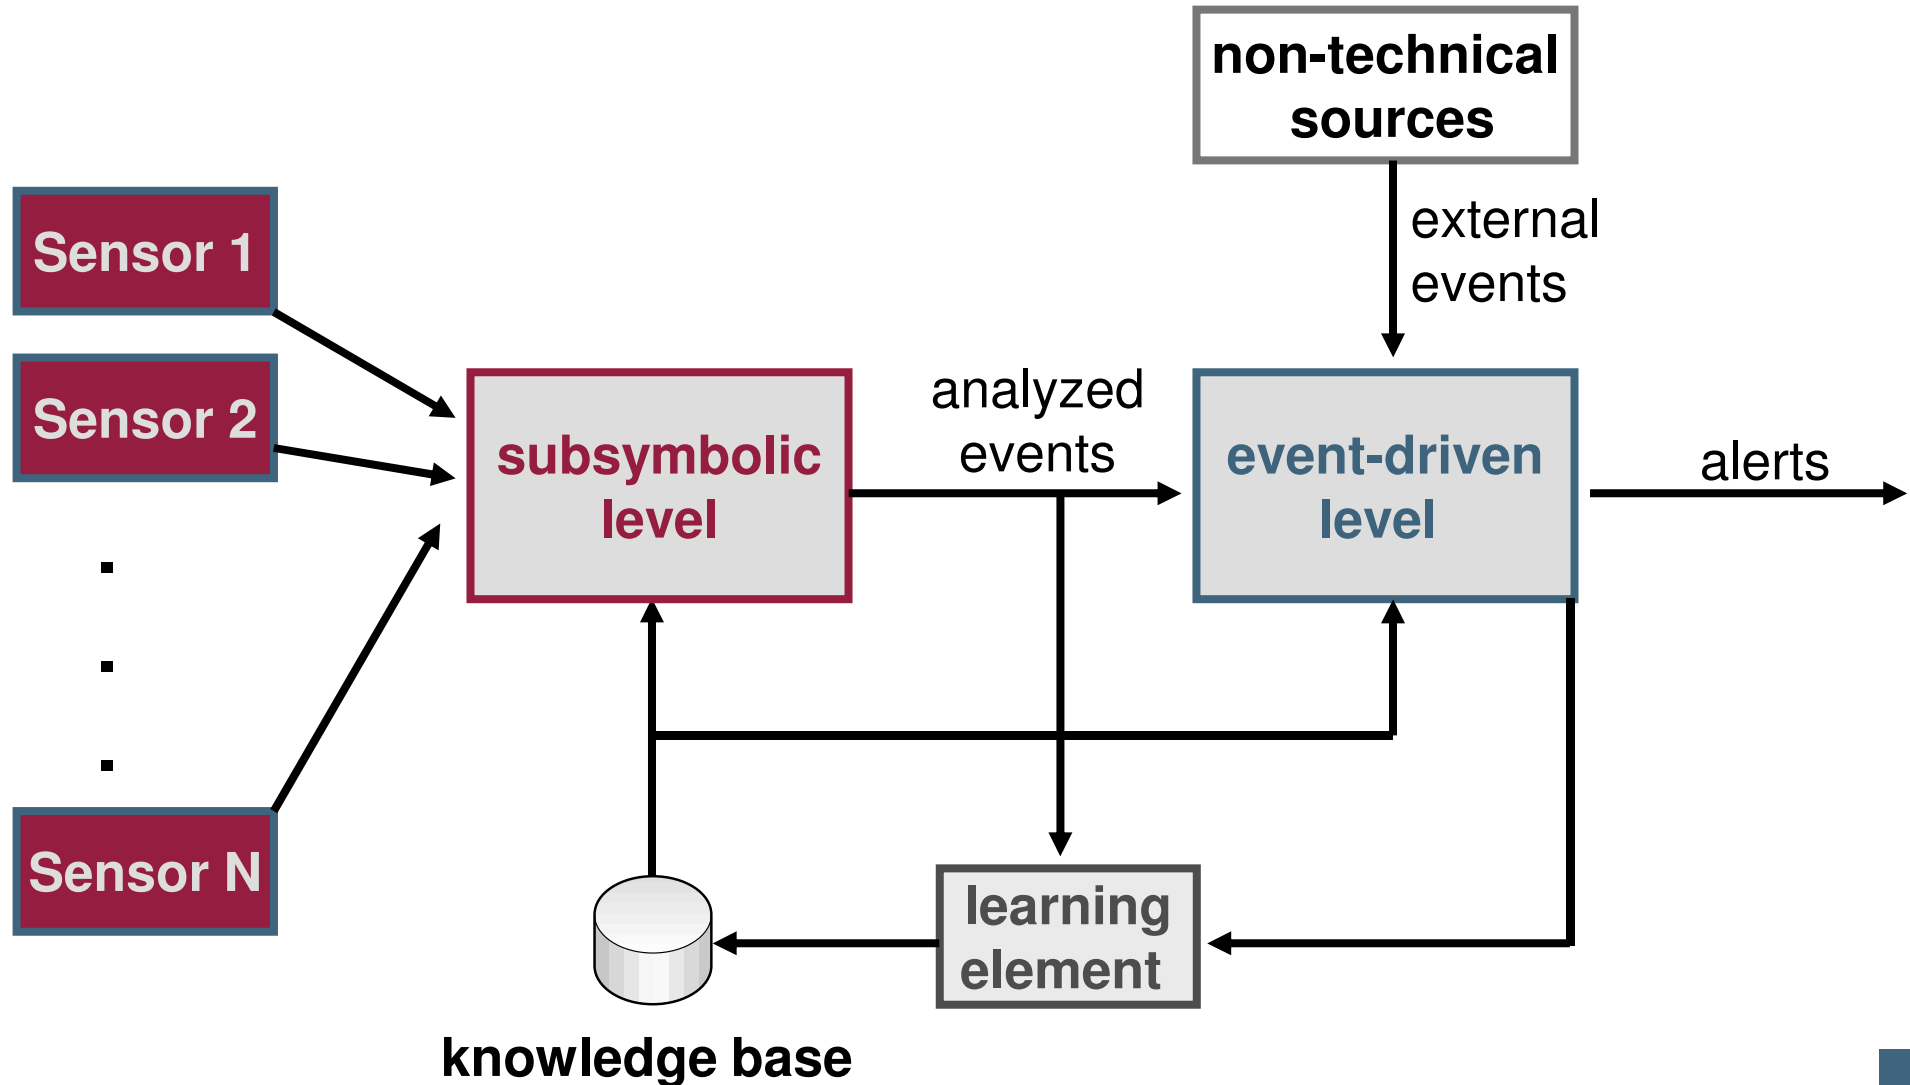 non-technical
sources
external
events
Sensor 1
Sensor 2
Sensor N
subsymbolic
level
analyzed
events
event-driven
level
alerts
learning
element
knowledge base